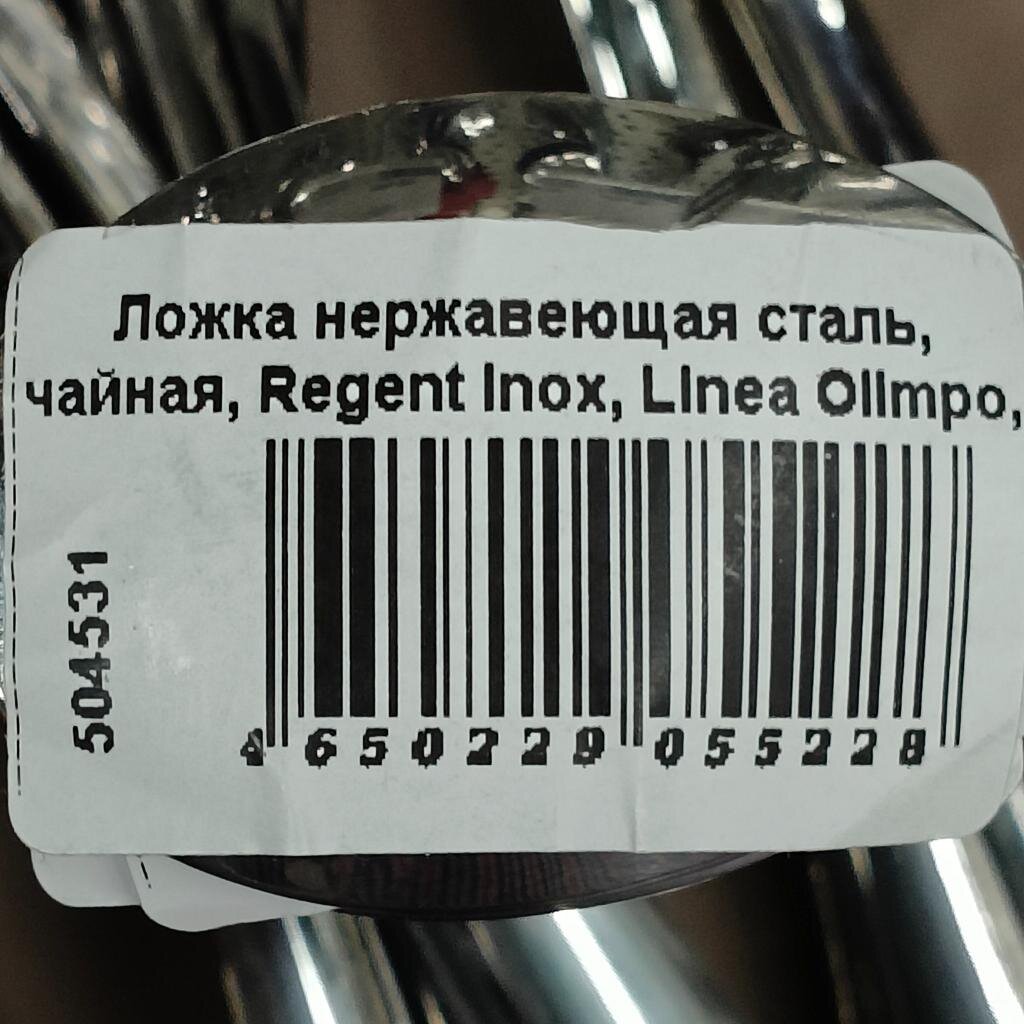 Ложка нержавеющая сталь,
чайная, Regent Inox, LInea OlImpo,
504531
4 650229 055228